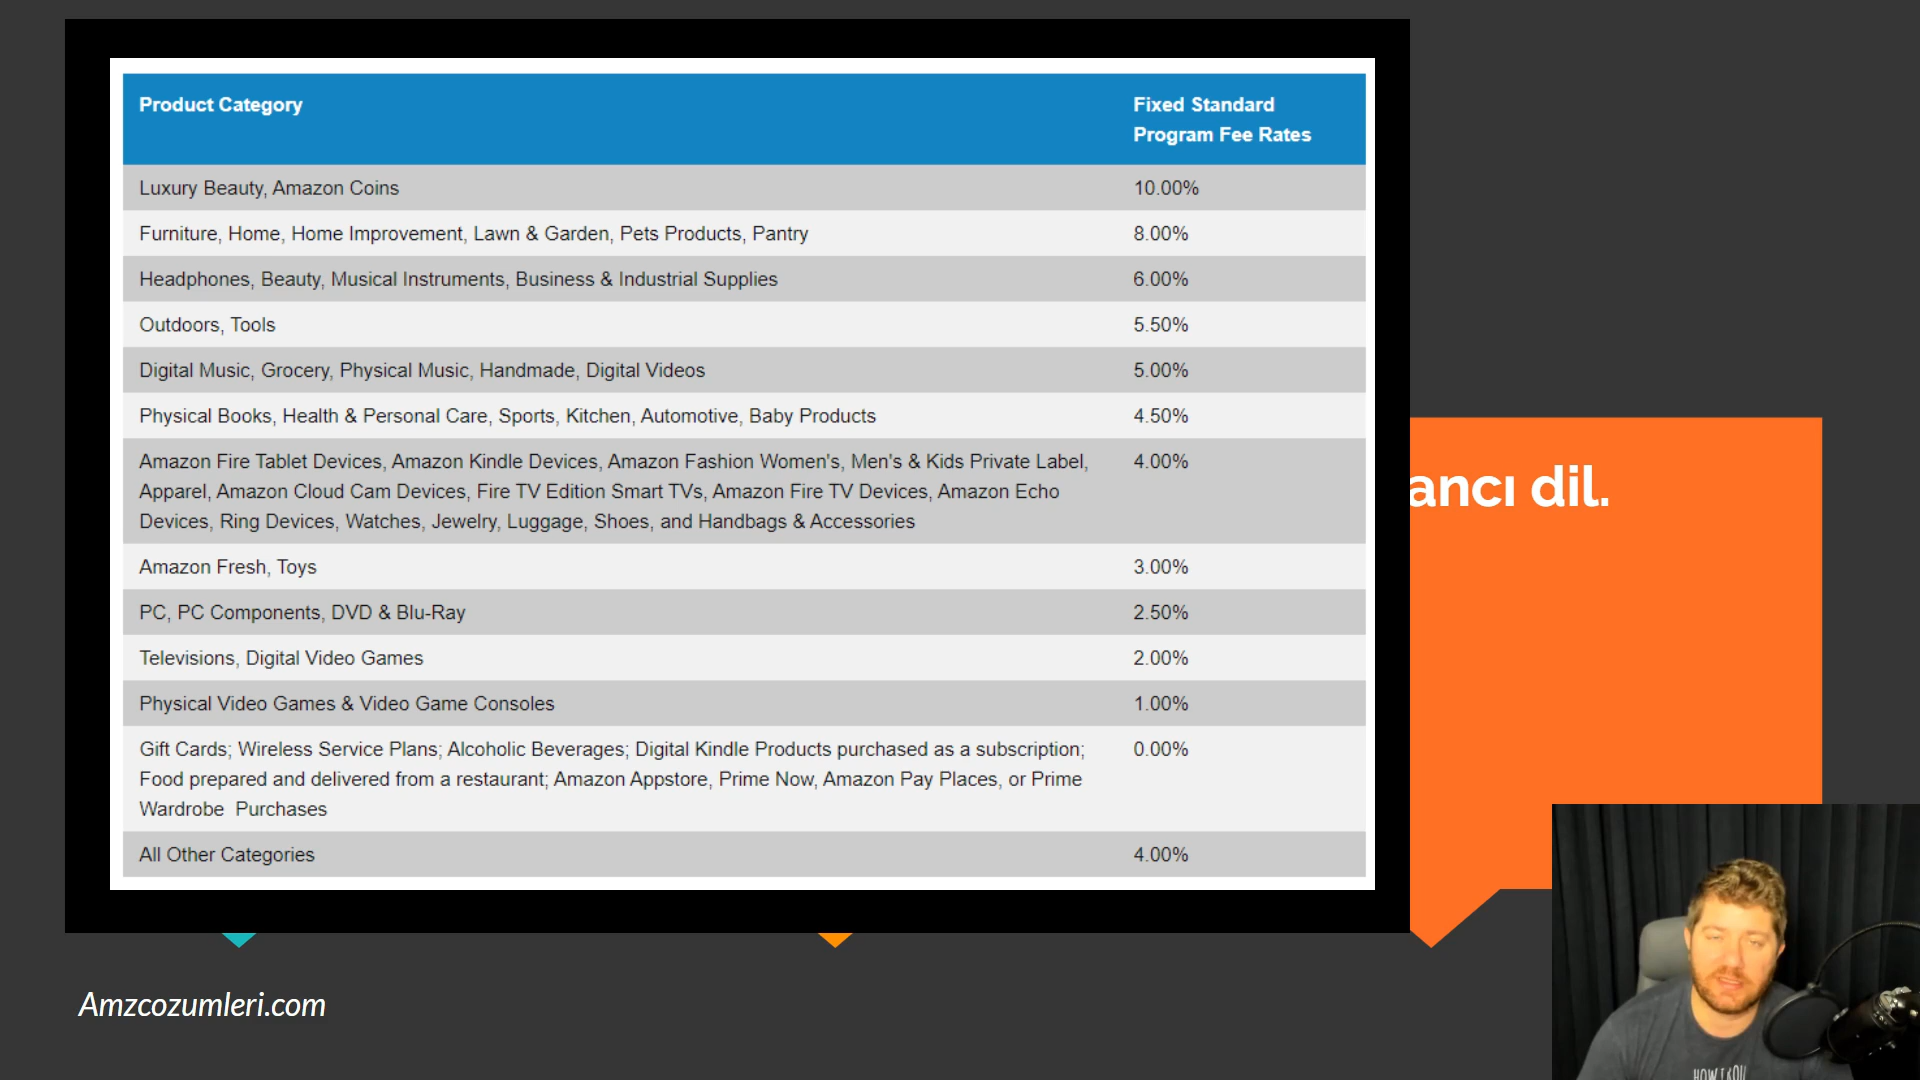 Product Category
Fixed Standard
Program Fee Rates
Luxury Beauty, Amazon Coins
10.00%
Furniture, Home, Home Improvement, Lawn & Garden, Pets Products, Pantry
8.00%
Headphones, Beauty, Musical Instruments, Business & Industrial Supplies
6.00%
Outdoors, Tools
5.50%
Digital Music, Grocery, Physical Music, Handmade, Digital Videos
5.00%
Physical Books, Health & Personal Care, Sports, Kitchen, Automotive, Baby Products
4.50%
Amazon Fire Tablet Devices, Amazon Kindle Devices, Amazon Fashion Women's, Men's & Kids Private Label,
4.00%
Apparel, Amazon Cloud Cam Devices, Fire TV Edition Smart TVs, Amazon Fire TV Devices, Amazon Echo
Devices, Ring Devices, Watches, Jewelry, Luggage, Shoes, and Handbags & Accessories
Amazon Fresh, Toys
3.00%
PC, PC Components, DVD & Blu-Ray
2.50%
Televisions, Digital Video Games
2.00%
Physical Video Games & Video Game Consoles
1.00%
Gift Cards; Wireless Service Plans; Alcoholic Beverages; Digital Kindle Products purchased as a subscription;
0.00%
Food prepared and delivered from a restaurant; Amazon Appstore, Prime Now, Amazon Pay Places, or Prime
Wardrobe Purchases
All Other Categories
4.00%
ancı dil.
Amzcozumleri.com